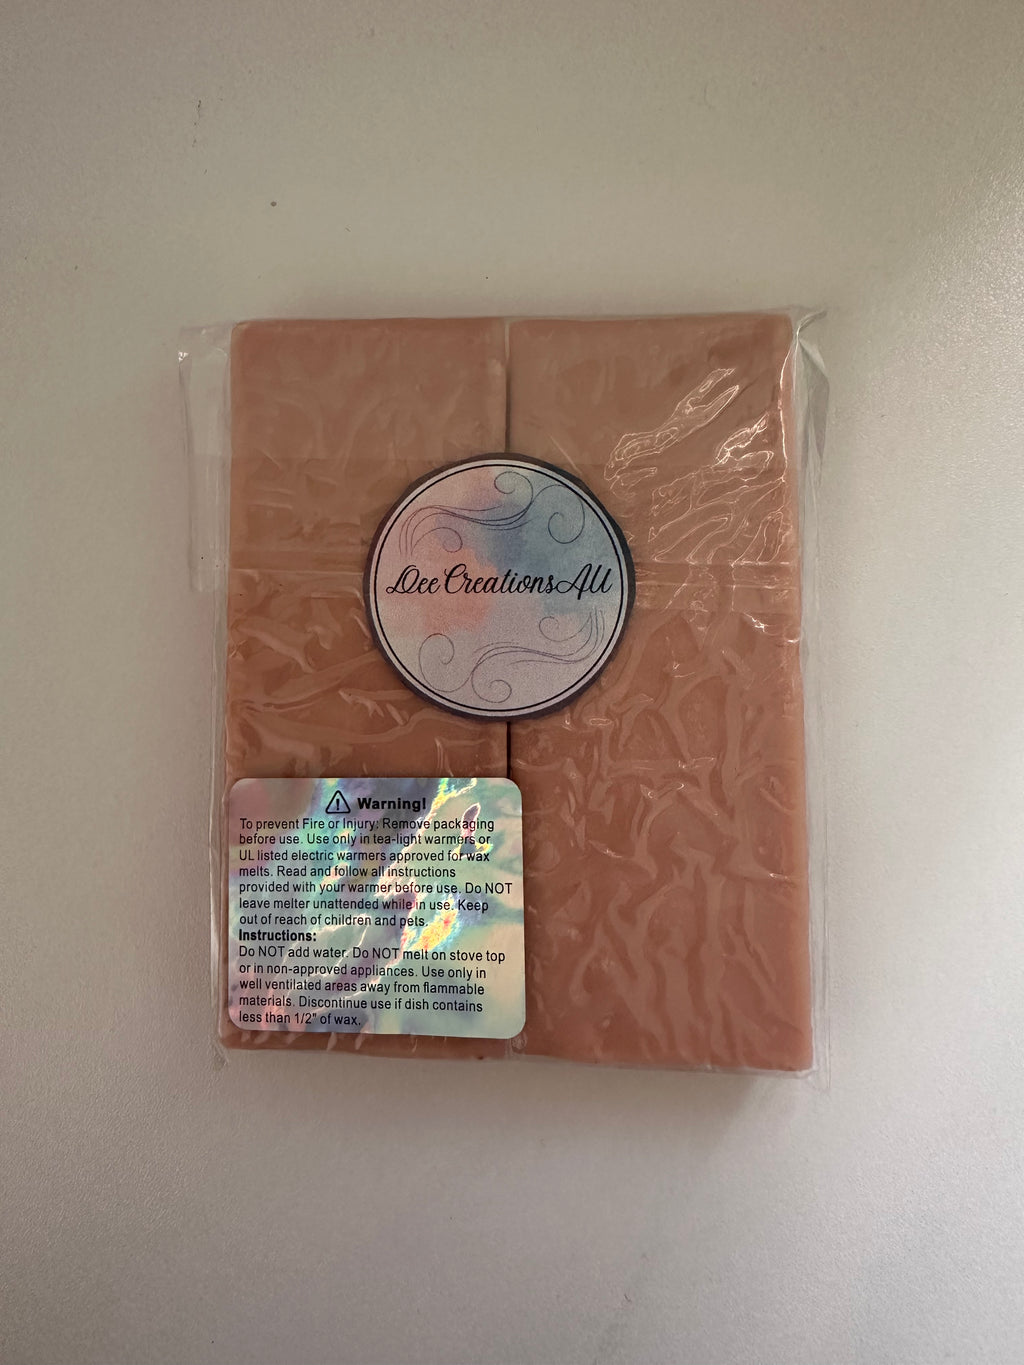 Dee Creations AU
⚠ Warning!
To prevent Fire or Injury: Remove packaging
before use. Use only in tea-light warmers or
UL listed electric warmers approved for wax
melts. Read and follow all instructions
provided with your warmer before use. Do NOT
leave melter unattended while in use. Keep
out of reach of children and pets.
Instructions:
Do NOT add water. Do NOT melt on stove top
or in non-approved appliances. Use only in
well ventilated areas away from flammable
materials. Discontinue use if dish contains
less than 1/2" of wax.